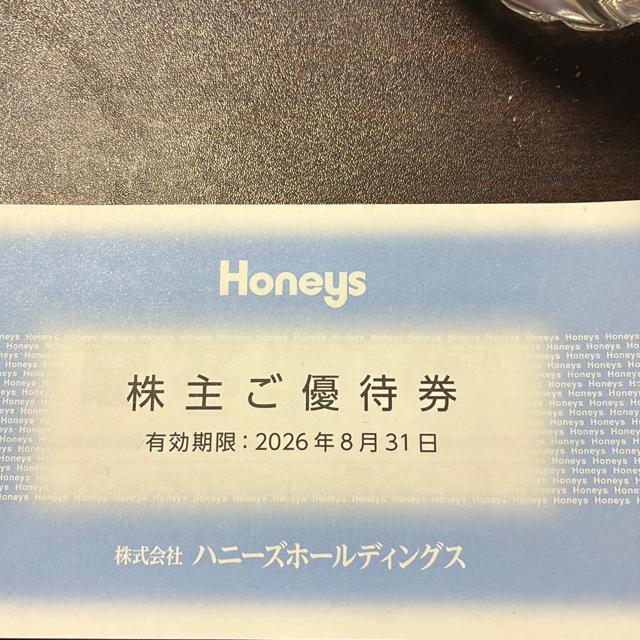 Honeys
株主ご優待券
有効期限：2026年8月31日
株式会社 ハニーズホールディングス